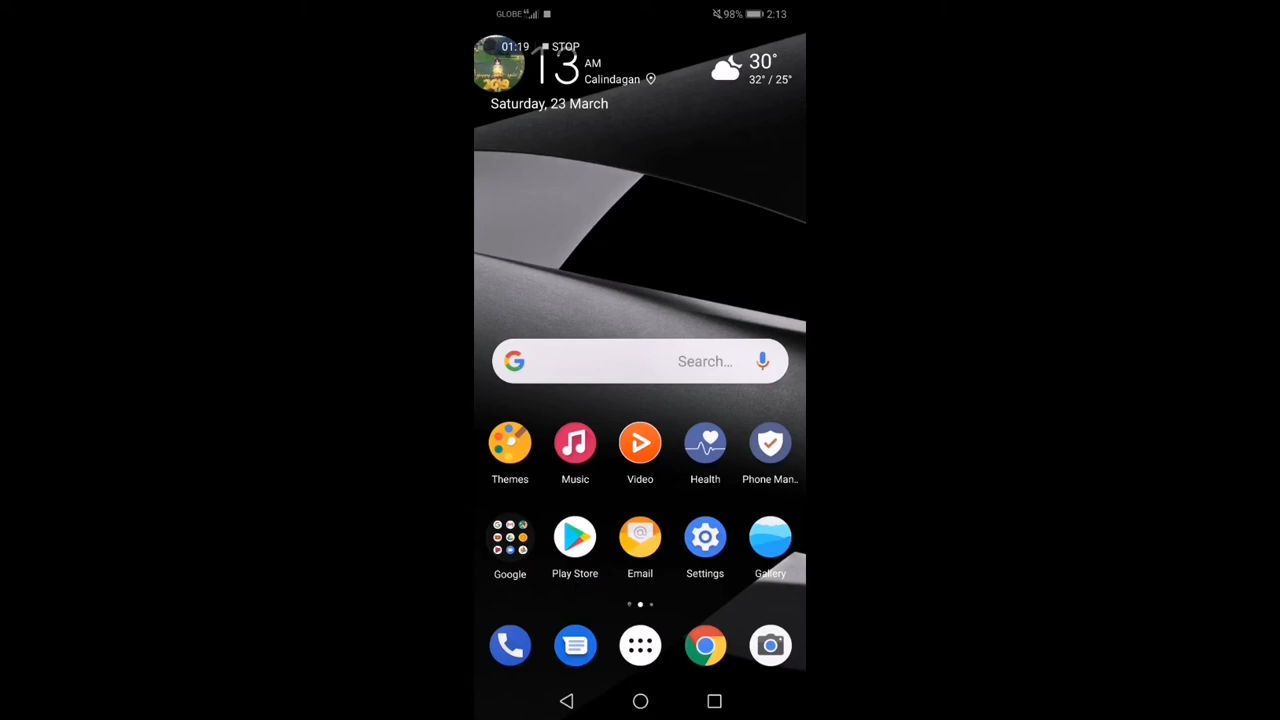 GLOBE 98% 2:13
01:19 STOP
13 AM
Calindagan
30°
32° / 25°
Saturday, 23 March
2019
Search...
Themes Music Video Health Phone Man..
Google Play Store Email Settings Gallery